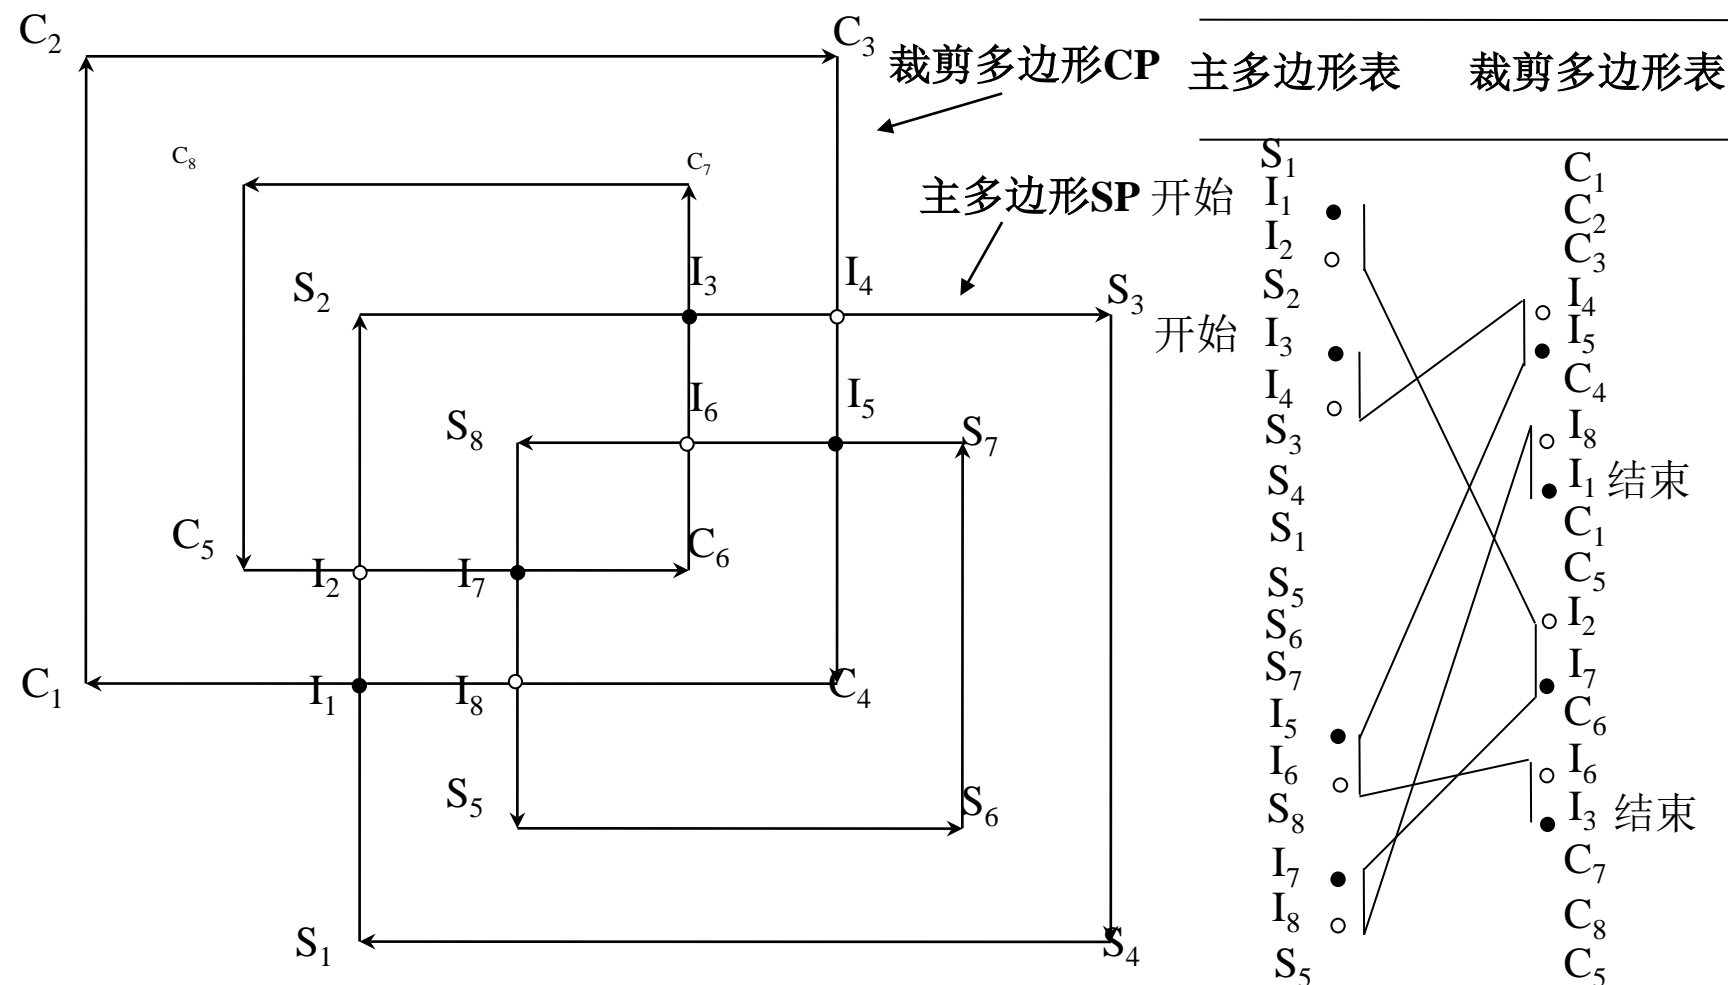 C2
C3
裁剪多边形CP
C8
C7
主多边形SP
I3
I4
S2
S3
I6
I5
S8
S7
C5
I2
I7
C6
C1
I1
I8
C4
S5
S6
S1
S4
主多边形表
裁剪多边形表
S1
开始 I1
I2
S2
开始 I3
I4
S3
S4
S1
S5
S6
S7
I5
I6
S8
I7
I8
S5
C1
C2
C3
I4
I5
C4
I8
I1 结束
C1
C5
I2
I7
C6
I6
I3 结束
C7
C8
C5